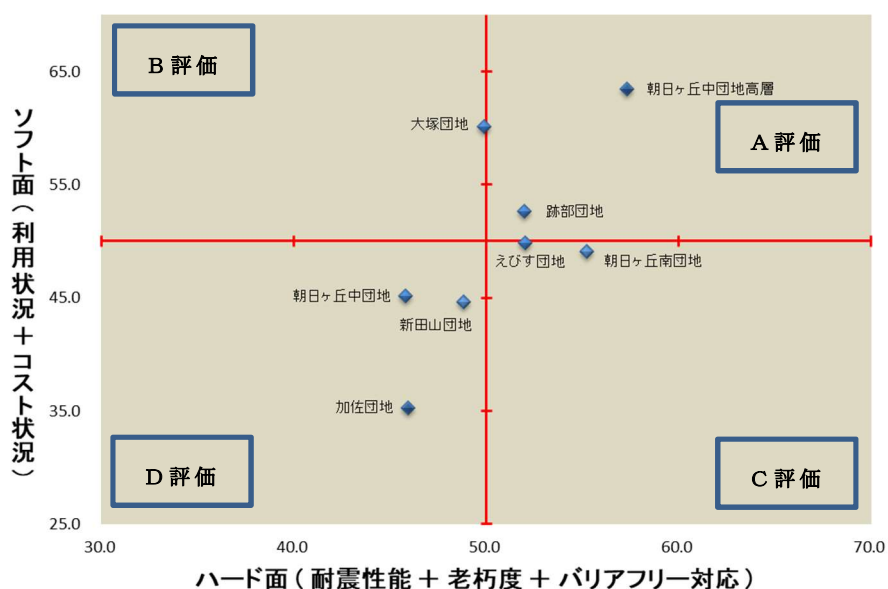 B評価
65.0
朝日ヶ丘中団地高層
大塚団地
A評価
55.0
跡部団地
えびす団地
朝日ヶ丘南団地
朝日ヶ丘中団地
45.0
新田山団地
加佐団地
35.0
D評価
C評価
25.0
30.0 40.0 50.0 60.0 70.0
ソフト面(利用状況+コスト状況)
ハード面(耐震性能+老朽度+バリアフリー対応)